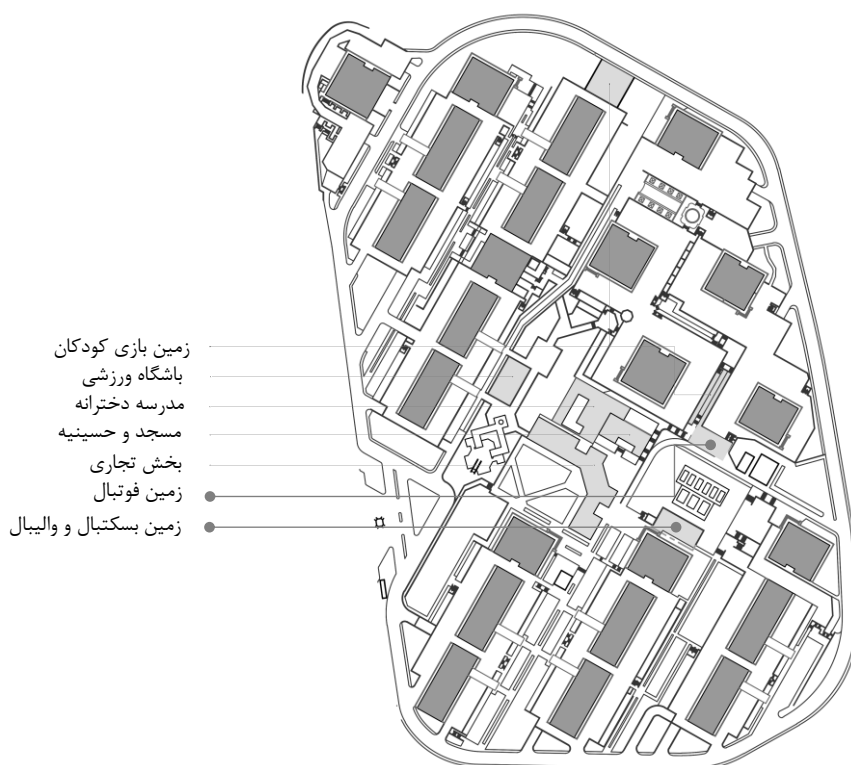 زمین بازی کودکان
باشگاه ورزشی
مدرسه دخترانه
مسجد و حسینیه
بخش تجاری
زمین فوتبال
زمین بسکتبال و والیبال